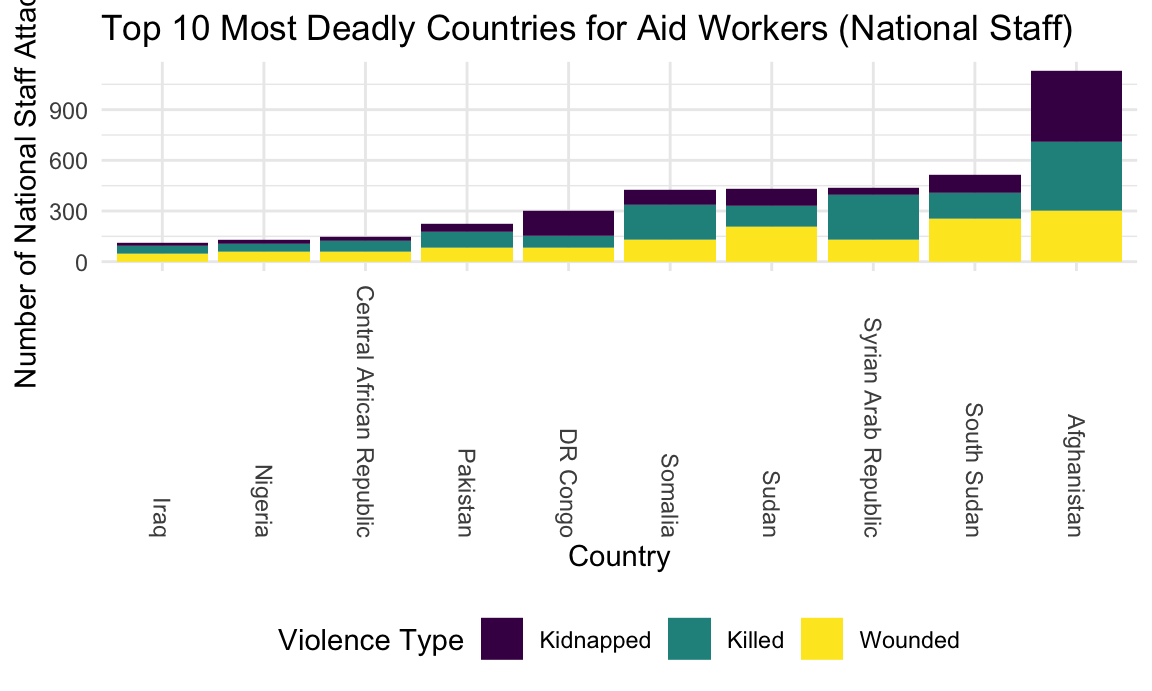 Top 10 Most Deadly Countries for Aid Workers (National Staff)
Number of National Staff
900
600
300
0
Iraq
Nigeria
Central African Republic
Pakistan
DR Congo
Somalia
Sudan
Syrian Arab Republic
South Sudan
Afghanistan
Country
Violence Type
Kidnapped
Killed
Wounded